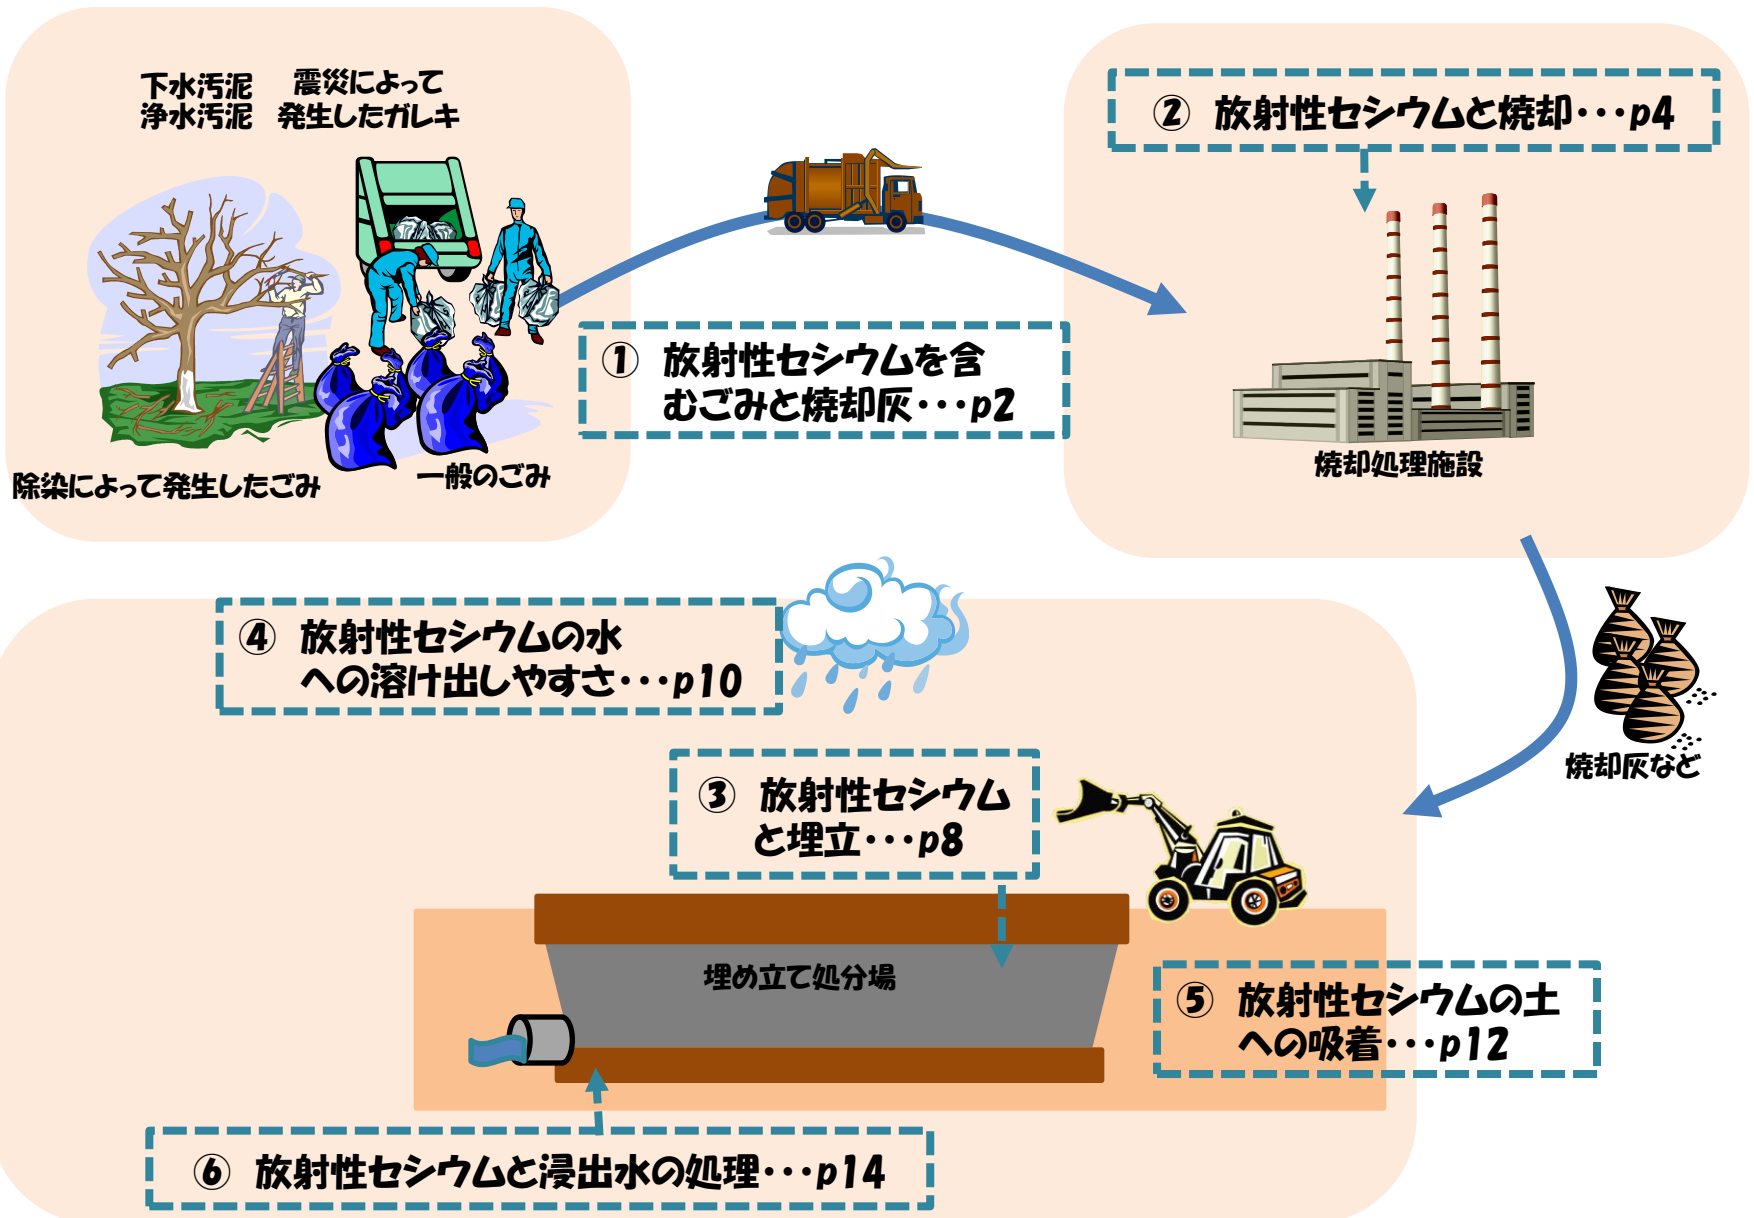 下水汚泥
浄水汚泥
震災によって
発生したガレキ
除染によって発生したごみ
一般のごみ
① 放射性セシウムを含
むごみと焼却灰・・・p2
② 放射性セシウムと焼却・・・p4
焼却処理施設
焼却灰など
④ 放射性セシウムの水
への溶け出しやすさ・・・p10
③ 放射性セシウム
と埋立・・・p8
埋め立て処分場
⑤ 放射性セシウムの土
への吸着・・・p12
⑥ 放射性セシウムと浸出水の処理・・・p14